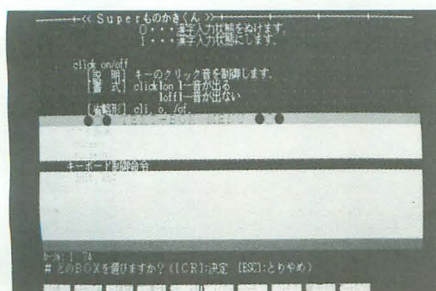 << Superものかきくん >>
0・・・漢字入力状態をぬけます.
1・・・漢字入力状態にします.
click on/off
[説 明] キーのクリック音を制御します.
[書 式] click[on ]―音が出る
[off]―音が出ない
[省略形] cli, o, /of.
キーボード制御命令
# どのBOXを選びますか? ([CR]:決定 [ESC]:とりやめ)